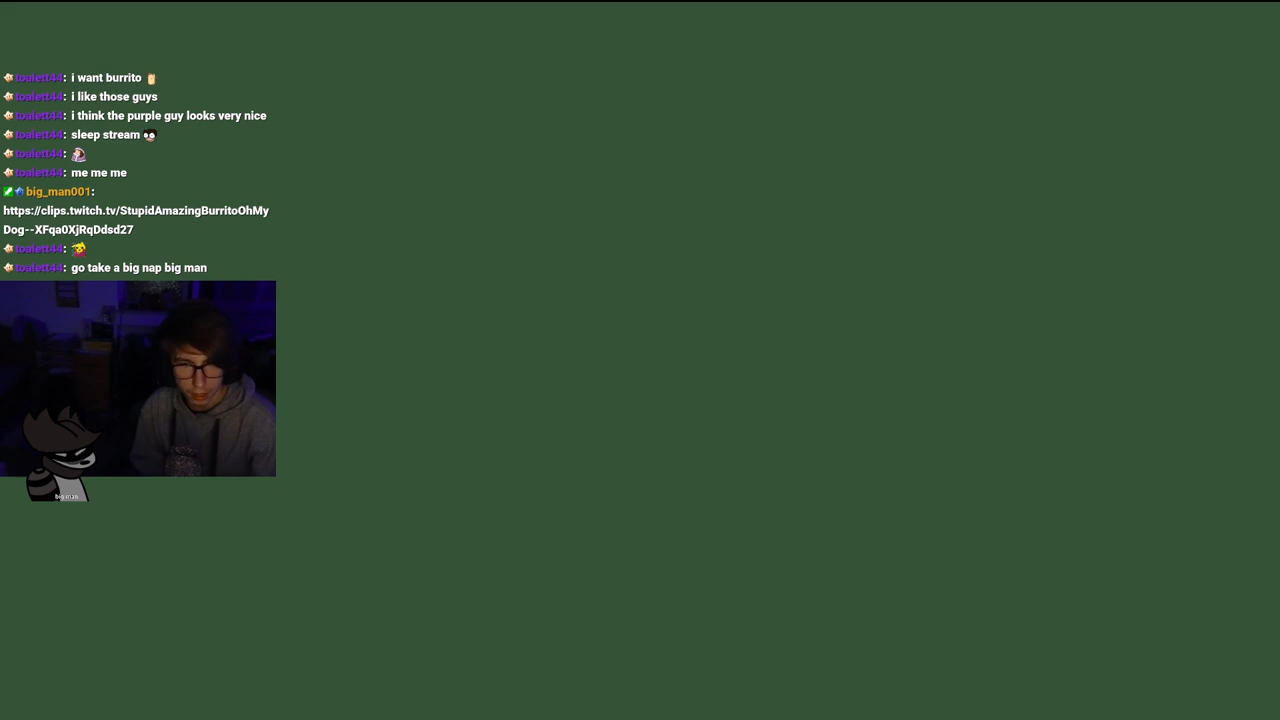 toalett44: i want burrito
toalett44: i like those guys
toalett44: i think the purple guy looks very nice
toalett44: sleep stream
toalett44:
toalett44: me me me
big_man001:
https://clips.twitch.tv/StupidAmazingBurritoOhMy
Dog--XFqa0XjRqDdsd27
toalett44:
toalett44: go take a big nap big man
big man